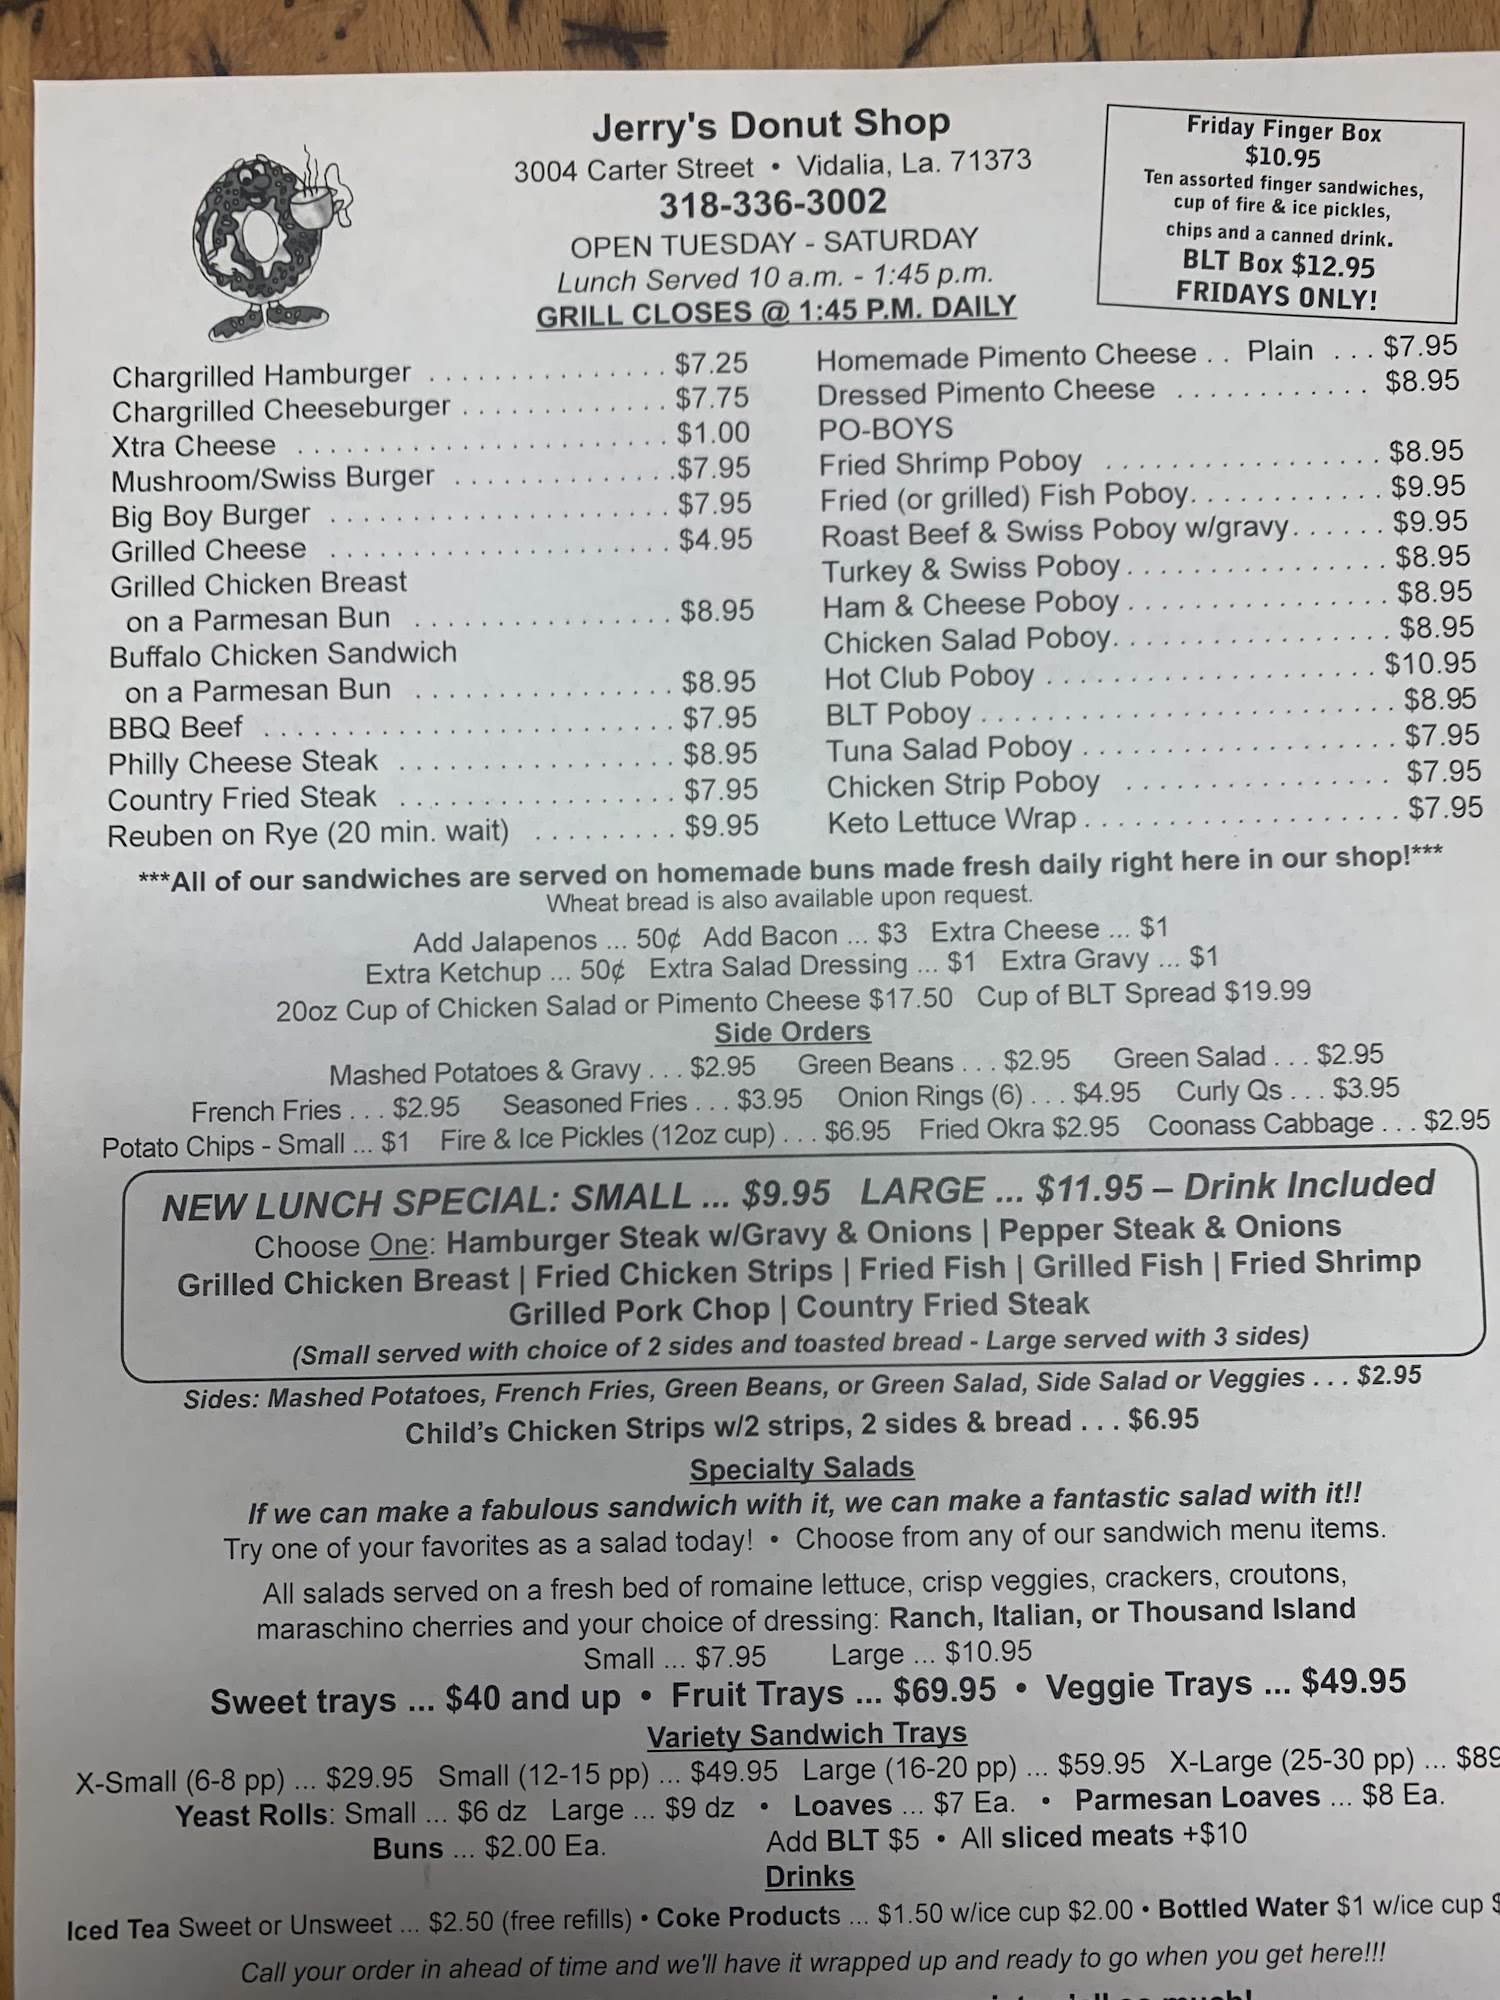 Jerry's Donut Shop
3004 Carter Street • Vidalia, La. 71373
318-336-3002
OPEN TUESDAY - SATURDAY
Lunch Served 10 a.m. - 1:45 p.m.
GRILL CLOSES @ 1:45 P.M. DAILY
Friday Finger Box
$10.95
Ten assorted finger sandwiches,
cup of fire & ice pickles,
chips and a canned drink.
BLT Box $12.95
FRIDAYS ONLY!
Chargrilled Hamburger . . . . . . . . . . . . . . . $7.25
Chargrilled Cheeseburger . . . . . . . . . . . . . $7.75
Xtra Cheese . . . . . . . . . . . . . . . . . . . . . $1.00
Mushroom/Swiss Burger . . . . . . . . . . . . . .$7.95
Big Boy Burger . . . . . . . . . . . . . . . . . . . . $7.95
Grilled Cheese . . . . . . . . . . . . . . . . . . . . $4.95
Grilled Chicken Breast
on a Parmesan Bun . . . . . . . . . . . . . . . . $8.95
Buffalo Chicken Sandwich
on a Parmesan Bun . . . . . . . . . . . . . . . . $8.95
BBQ Beef . . . . . . . . . . . . . . . . . . . . . . . . $7.95
Philly Cheese Steak . . . . . . . . . . . . . . . . . $8.95
Country Fried Steak . . . . . . . . . . . . . . . . . $7.95
Reuben on Rye (20 min. wait) . . . . . . . . . $9.95
Homemade Pimento Cheese . . Plain . . . $7.95
Dressed Pimento Cheese . . . . . . . . . . . . $8.95
PO-BOYS
Fried Shrimp Poboy . . . . . . . . . . . . . . . . $8.95
Fried (or grilled) Fish Poboy. . . . . . . . . . . $9.95
Roast Beef & Swiss Poboy w/gravy. . . . . . $9.95
Turkey & Swiss Poboy . . . . . . . . . . . . . . . $8.95
Ham & Cheese Poboy . . . . . . . . . . . . . . . $8.95
Chicken Salad Poboy. . . . . . . . . . . . . . . . $8.95
Hot Club Poboy . . . . . . . . . . . . . . . . . . . $10.95
BLT Poboy . . . . . . . . . . . . . . . . . . . . . . . $8.95
Tuna Salad Poboy . . . . . . . . . . . . . . . . . . $7.95
Chicken Strip Poboy . . . . . . . . . . . . . . . $7.95
Keto Lettuce Wrap . . . . . . . . . . . . . . . . . . $7.95
***All of our sandwiches are served on homemade buns made fresh daily right here in our shop!***
Wheat bread is also available upon request.
Add Jalapenos ... 50¢ Add Bacon ... $3 Extra Cheese ... $1
Extra Ketchup ... 50¢ Extra Salad Dressing ... $1 Extra Gravy ... $1
20oz Cup of Chicken Salad or Pimento Cheese $17.50 Cup of BLT Spread $19.99
Side Orders
Mashed Potatoes & Gravy . . . $2.95 Green Beans . . . $2.95 Green Salad . . . $2.95
French Fries . . . $2.95 Seasoned Fries . . . $3.95 Onion Rings (6) . . . $4.95 Curly Qs . . . $3.95
Potato Chips - Small ... $1 Fire & Ice Pickles (12oz cup) . . . $6.95 Fried Okra $2.95 Coonass Cabbage . . . $2.95
NEW LUNCH SPECIAL: SMALL ... $9.95 LARGE ... $11.95 – Drink Included
Choose One: Hamburger Steak w/Gravy & Onions | Pepper Steak & Onions
Grilled Chicken Breast | Fried Chicken Strips | Fried Fish | Grilled Fish | Fried Shrimp
Grilled Pork Chop | Country Fried Steak
(Small served with choice of 2 sides and toasted bread - Large served with 3 sides)
Sides: Mashed Potatoes, French Fries, Green Beans, or Green Salad, Side Salad or Veggies . . . $2.95
Child's Chicken Strips w/2 strips, 2 sides & bread . . . $6.95
Specialty Salads
If we can make a fabulous sandwich with it, we can make a fantastic salad with it!!
Try one of your favorites as a salad today! • Choose from any of our sandwich menu items.
All salads served on a fresh bed of romaine lettuce, crisp veggies, crackers, croutons,
maraschino cherries and your choice of dressing: Ranch, Italian, or Thousand Island
Small ... $7.95 Large ... $10.95
Sweet trays ... $40 and up • Fruit Trays ... $69.95 • Veggie Trays ... $49.95
Variety Sandwich Trays
X-Small (6-8 pp) ... $29.95 Small (12-15 pp) ... $49.95 Large (16-20 pp) ... $59.95 X-Large (25-30 pp) ... $89
Yeast Rolls: Small ... $6 dz Large ... $9 dz • Loaves ... $7 Ea. • Parmesan Loaves ... $8 Ea.
Buns ... $2.00 Ea. Add BLT $5 • All sliced meats +$10
Drinks
Iced Tea Sweet or Unsweet ... $2.50 (free refills) • Coke Products ... $1.50 w/ice cup $2.00 • Bottled Water $1 w/ice cup $
Call your order in ahead of time and we'll have it wrapped up and ready to go when you get here!!!